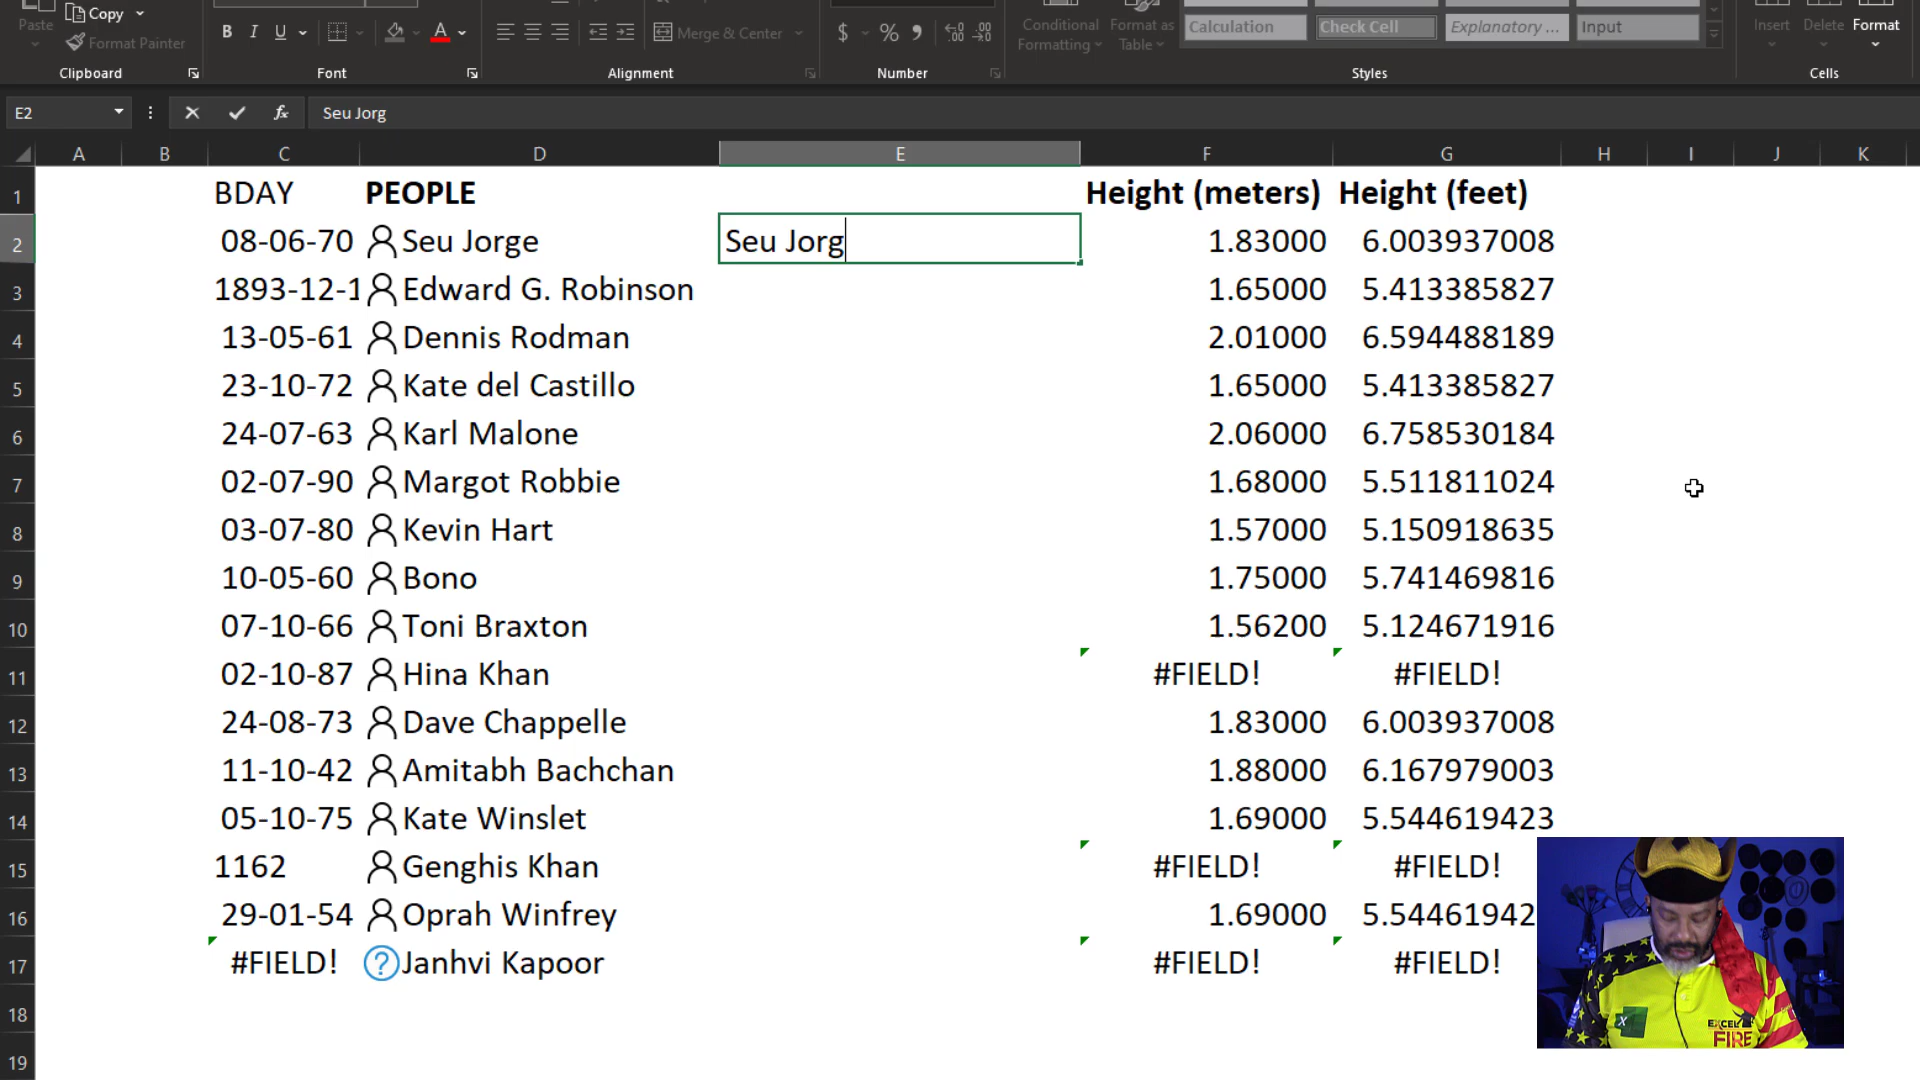 Paste
Copy
Format Painter
Clipboard
B I U
A
Font
Merge & Center
Alignment
$ % ,
Number
Conditional Formatting
Format as Table
Calculation
Check Cell
Explanatory ...
Input
Styles
Insert
Delete
Format
Cells
E2 fx Seu Jorg
A B C D E F G H I J K
1 BDAY PEOPLE Height (meters) Height (feet)
2 08-06-70 Seu Jorge Seu Jorg 1.83000 6.003937008
3 1893-12-1 Edward G. Robinson 1.65000 5.413385827
4 13-05-61 Dennis Rodman 2.01000 6.594488189
5 23-10-72 Kate del Castillo 1.65000 5.413385827
6 24-07-63 Karl Malone 2.06000 6.758530184
7 02-07-90 Margot Robbie 1.68000 5.511811024
8 03-07-80 Kevin Hart 1.57000 5.150918635
9 10-05-60 Bono 1.75000 5.741469816
10 07-10-66 Toni Braxton 1.56200 5.124671916
11 02-10-87 Hina Khan #FIELD! #FIELD!
12 24-08-73 Dave Chappelle 1.83000 6.003937008
13 11-10-42 Amitabh Bachchan 1.88000 6.167979003
14 05-10-75 Kate Winslet 1.69000 5.544619423
15 1162 Genghis Khan #FIELD! #FIELD!
16 29-01-54 Oprah Winfrey 1.69000 5.54461942
17 #FIELD! ? Janhvi Kapoor #FIELD! #FIELD!
18
19
X
EXCEL
FIRE